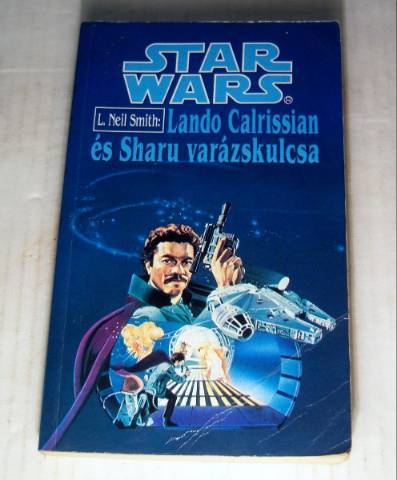 STAR
WARS
L. Neil Smith: Lando Calrissian
és Sharu varázskulcsa